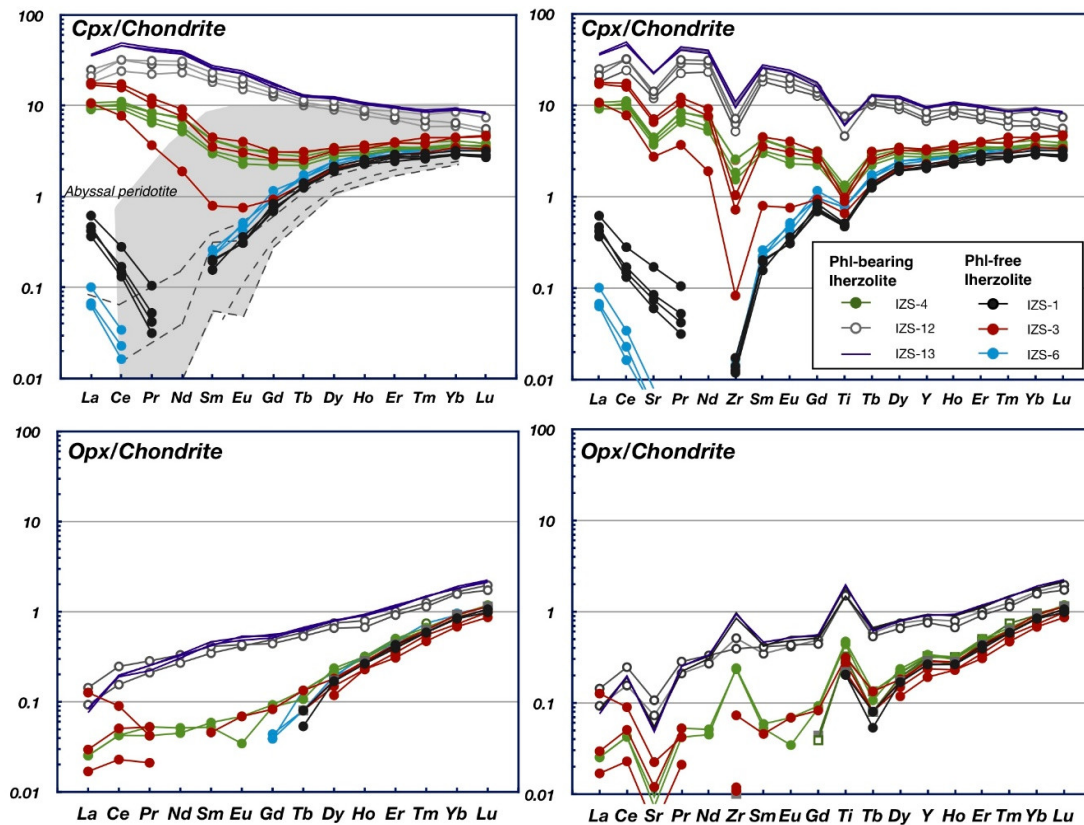 Cpx/Chondrite
100
10
1
0.1
0.01
Abyssal peridotite
La Ce Pr Nd Sm Eu Gd Tb Dy Ho Er Tm Yb Lu
Cpx/Chondrite
100
10
1
0.1
0.01
Phl-bearing lherzolite
IZS-4
IZS-12
IZS-13
Phl-free lherzolite
IZS-1
IZS-3
IZS-6
La Ce Sr Pr Nd Zr Sm Eu Gd Ti Tb Dy Y Ho Er Tm Yb Lu
Opx/Chondrite
100
10
1
0.1
0.01
La Ce Pr Nd Sm Eu Gd Tb Dy Ho Er Tm Yb Lu
Opx/Chondrite
100
10
1
0.1
0.01
La Ce Sr Pr Nd Zr Sm Eu Gd Ti Tb Dy Y Ho Er Tm Yb Lu